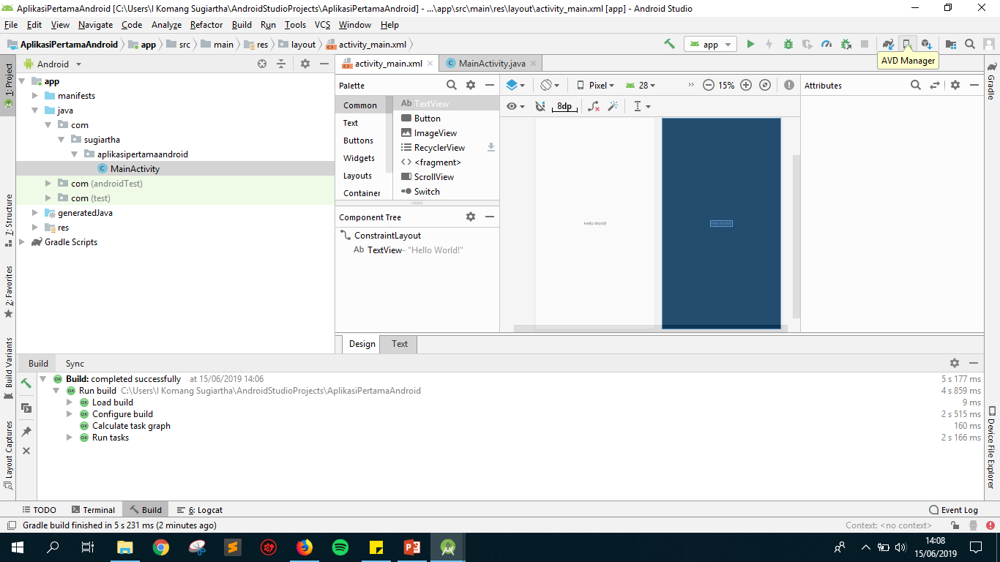 AplikasiPertamaAndroid [C:\Users\I Komang Sugiartha\AndroidStudioProjects\AplikasiPertamaAndroid] - ...\app\src\main\res\layout\activity_main.xml [app] - Android Studio
File Edit View Navigate Code Analyze Refactor Build Run Tools VCS Window Help
AplikasiPertamaAndroid app src main res layout activity_main.xml app
AVD Manager
1: Project
7: Structure
2: Favorites
Build Variants
Layout Captures
Android
app
manifests
java
com
sugiartha
aplikasipertamaandroid
MainActivity
com (androidTest)
com (test)
generatedJava
res
Gradle Scripts
activity_main.xml MainActivity.java
Palette
Common
Text
Buttons
Widgets
Layouts
Container
Ab TextView
Button
ImageView
RecyclerView
<fragment>
ScrollView
Switch
Component Tree
ConstraintLayout
Ab TextView- "Hello World!"
Pixel 28 15%
8dp
Hello World!
Hello World!
Attributes
Gradle
Device File Explorer
Design Text
Build Sync
Build: completed successfully at 15/06/2019 14:06 5 s 177 ms
Run build C:\Users\I Komang Sugiartha\AndroidStudioProjects\AplikasiPertamaAndroid 4 s 859 ms
Load build 9 ms
Configure build 2 s 515 ms
Calculate task graph 160 ms
Run tasks 2 s 166 ms
TODO Terminal Build 6: Logcat Event Log
Gradle build finished in 5 s 231 ms (2 minutes ago) Context: <no context>
14:08
15/06/2019